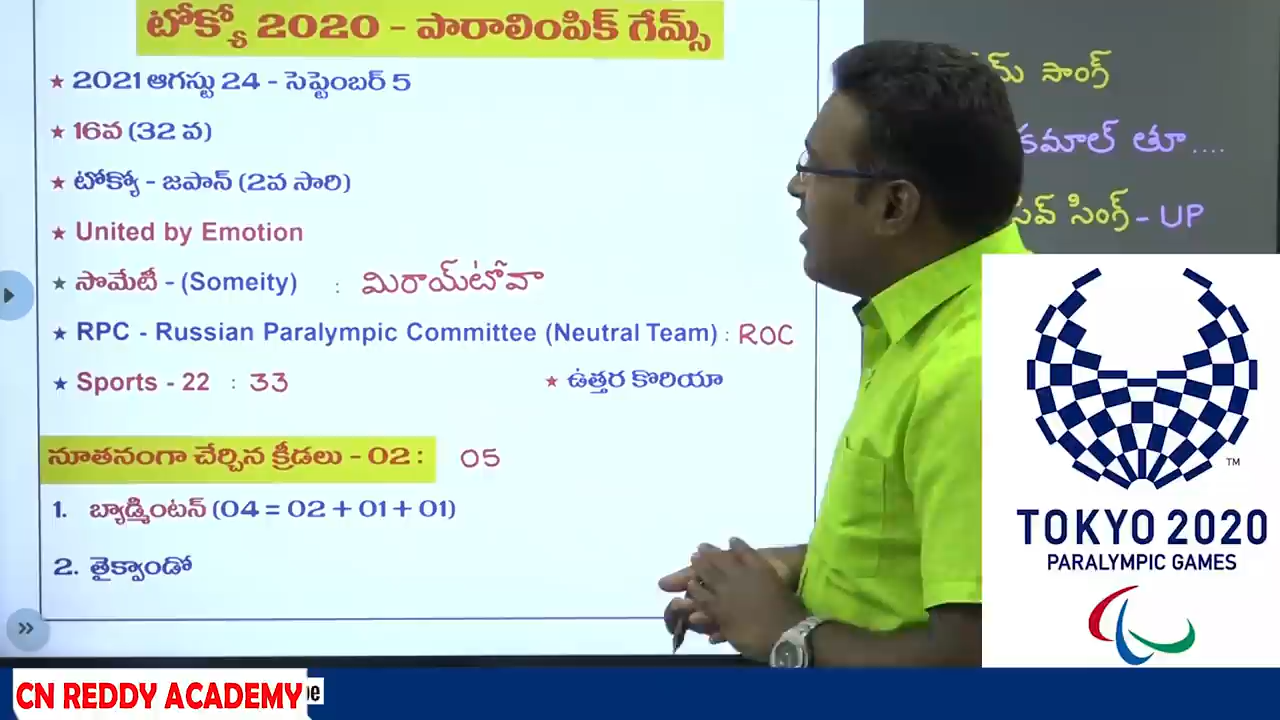 టోక్యో 2020 - పారాలింపిక్ గేమ్స్
★ 2021 ఆగస్టు 24 - సెప్టెంబర్ 5
★ 16వ (32 వ)
★ టోక్యో - జపాన్ (2వ సారి)
★ United by Emotion
★ సొమేటీ - (Someity) : మిరాయ్‌టోవా
★ RPC - Russian Paralympic Committee (Neutral Team) : ROC
★ Sports - 22 : 33 ★ ఉత్తర కొరియా
నూతనంగా చేర్చిన క్రీడలు - 02 : 05
1. బ్యాడ్మింటన్ (04 = 02 + 01 + 01)
2. తైక్వాండో
సాంగ్
కమాల్ తూ....
సింగ్ - UP
TOKYO 2020
PARALYMPIC GAMES
TM
CN REDDY ACADEMY